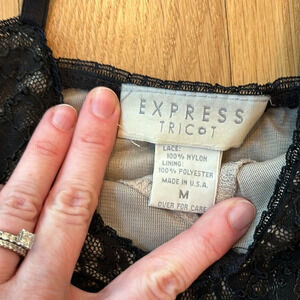 EXPRESS
TRICOT
LACE:
100% NYLON
LINING:
100% POLYESTER
MADE IN U.S.A.
M
OVER FOR CARE